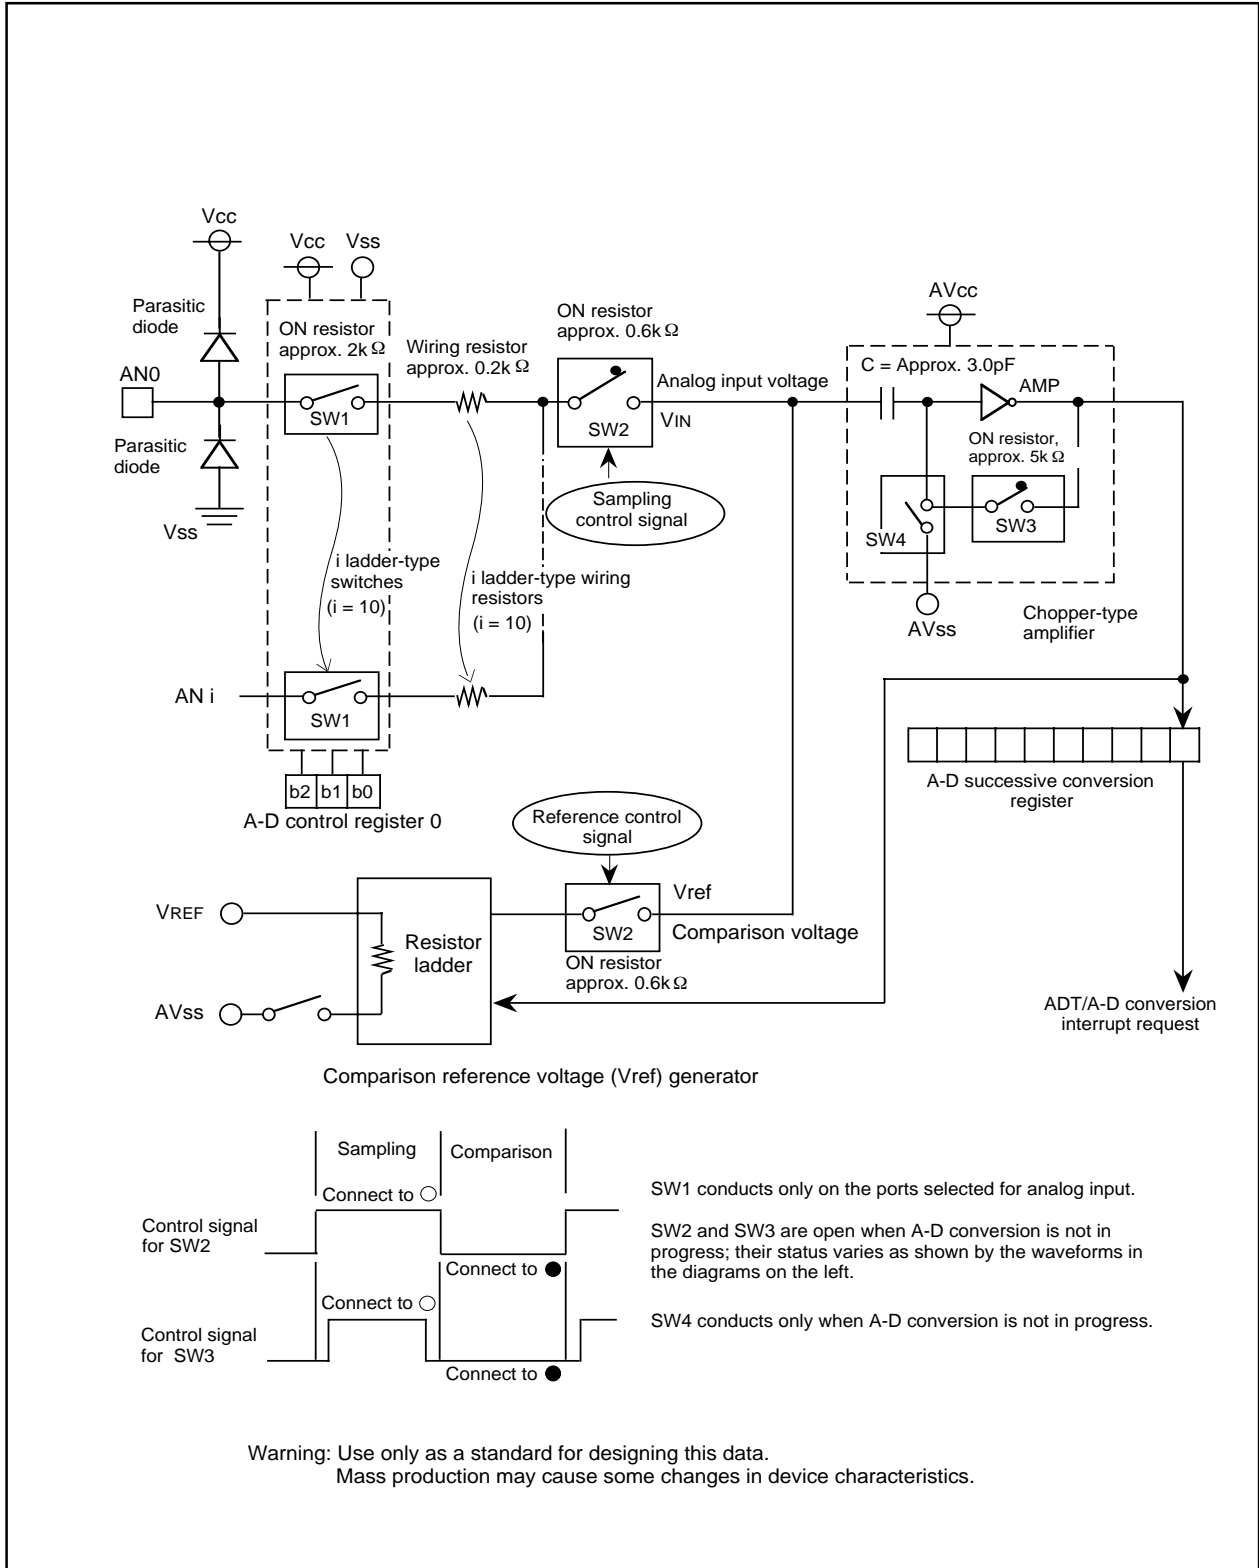 Vcc
Vcc
Vss
Parasitic
diode
ON resistor
approx. 2k Ω
Wiring resistor
approx. 0.2k Ω
ON resistor
approx. 0.6k Ω
AVcc
C = Approx. 3.0pF
AMP
AN0
SW1
Analog input voltage
VIN
SW2
Parasitic
diode
Vss
Sampling
control signal
ON resistor,
approx. 5k Ω
SW3
SW4
i ladder-type
switches
(i = 10)
i ladder-type wiring
resistors
(i = 10)
AVss
Chopper-type
amplifier
AN i
SW1
b2 b1 b0
A-D control register 0
A-D successive conversion
register
Reference control
signal
VREF
Resistor
ladder
SW2
Vref
Comparison voltage
ON resistor
approx. 0.6k Ω
AVss
ADT/A-D conversion
interrupt request
Comparison reference voltage (Vref) generator
Sampling
Comparison
Connect to ○
Control signal
for SW2
Connect to ●
Connect to ○
Control signal
for SW3
Connect to ●
SW1 conducts only on the ports selected for analog input.
SW2 and SW3 are open when A-D conversion is not in
progress; their status varies as shown by the waveforms in
the diagrams on the left.
SW4 conducts only when A-D conversion is not in progress.
Warning: Use only as a standard for designing this data.
Mass production may cause some changes in device characteristics.